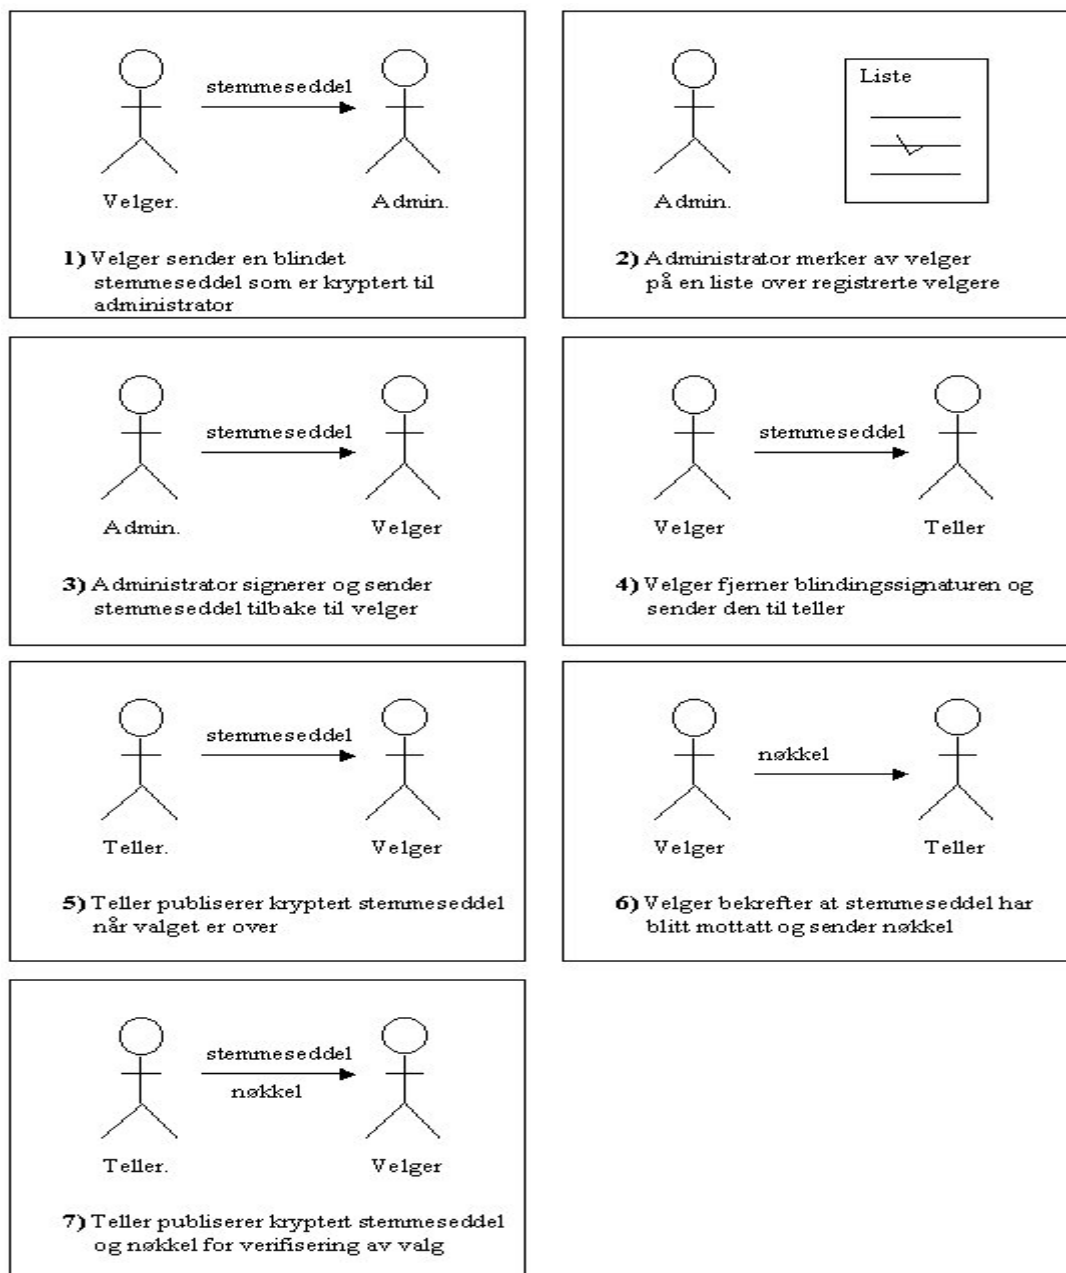 stemmeseddel
Velger.
Admin.
1) Velger sender en blindet
stemmeseddel som er kryptert til
administrator
Liste
Admin.
2) Administrator merker av velger
på en liste over registrerte velgere
stemmeseddel
Admin.
Velger
3) Administrator signerer og sender
stemmeseddel tilbake til velger
stemmeseddel
Velger
Teller
4) Velger fjerner blindingssignaturen og
sender den til teller
stemmeseddel
Teller.
Velger
5) Teller publiserer kryptert stemmeseddel
når valget er over
nøkkel
Velger
Teller
6) Velger bekrefter at stemmeseddel har
blitt mottatt og sender nøkkel
stemmeseddel
nøkkel
Teller.
Velger
7) Teller publiserer kryptert stemmeseddel
og nøkkel for verifisering av valg